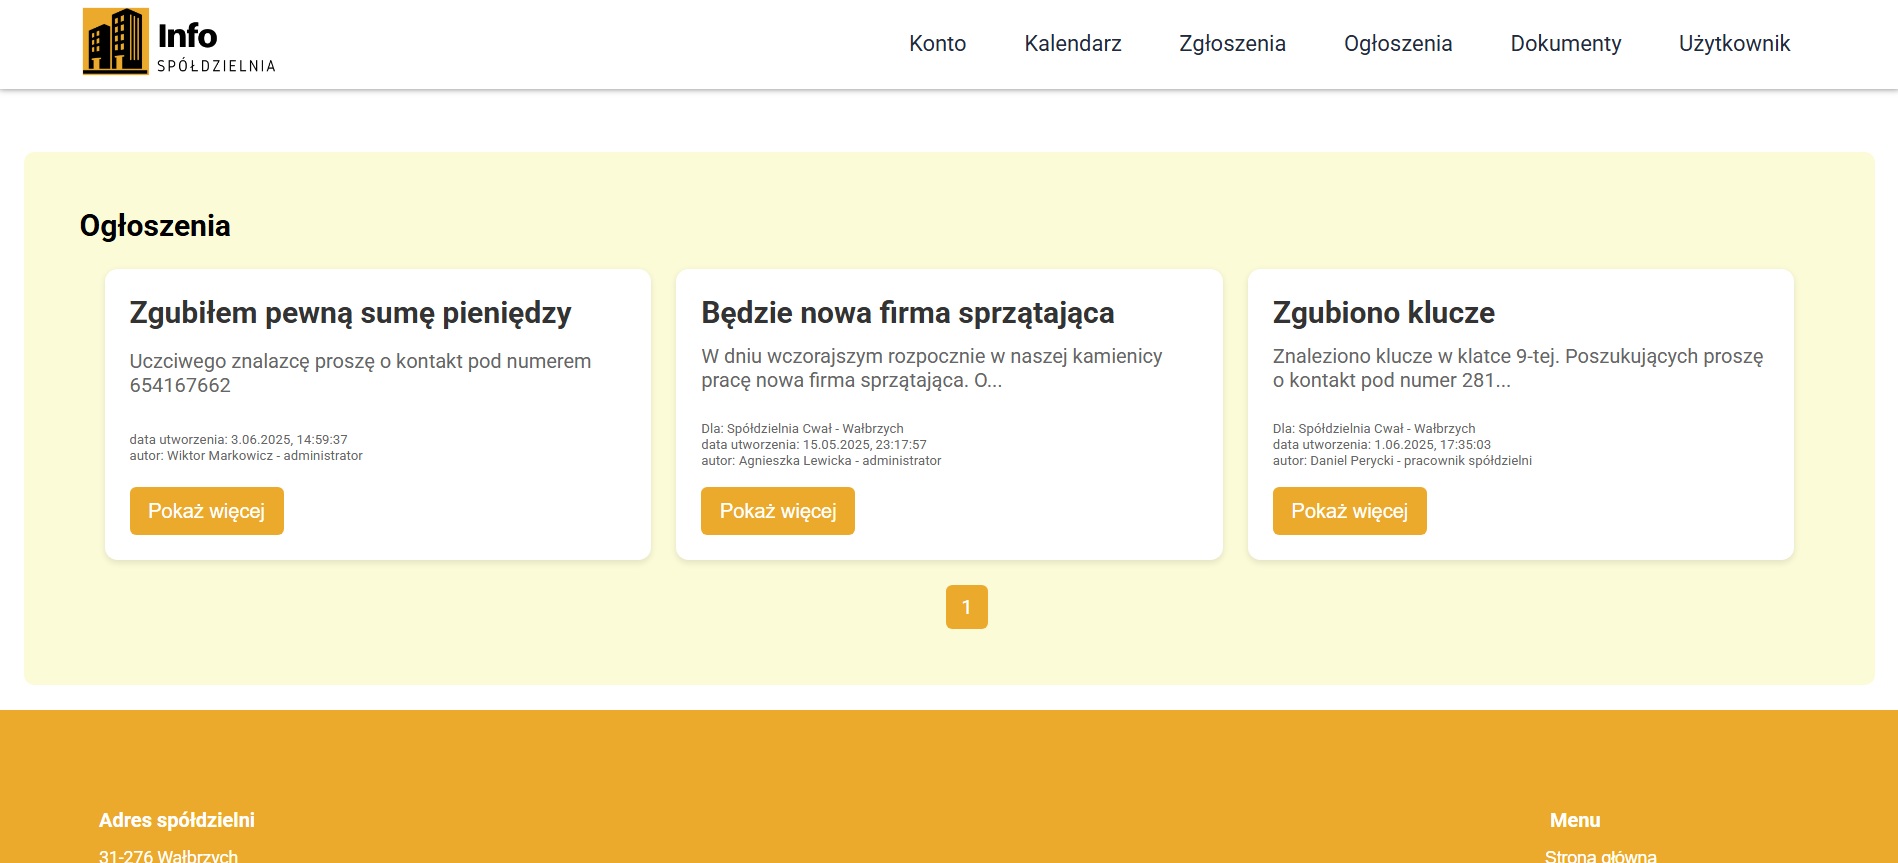 Info
SPÓŁDZIELNIA
Konto
Kalendarz
Zgłoszenia
Ogłoszenia
Dokumenty
Użytkownik
Ogłoszenia
Zgubiłem pewną sumę pieniędzy
Uczciwego znalazcę proszę o kontakt pod numerem
654167662
data utworzenia: 3.06.2025, 14:59:37
autor: Wiktor Markowicz - administrator
Pokaż więcej
Będzie nowa firma sprzątająca
W dniu wczorajszym rozpocznie w naszej kamienicy
pracę nowa firma sprzątająca. O...
Dla: Spółdzielnia Cwał - Wałbrzych
data utworzenia: 15.05.2025, 23:17:57
autor: Agnieszka Lewicka - administrator
Pokaż więcej
Zgubiono klucze
Znaleziono klucze w klatce 9-tej. Poszukujących proszę
o kontakt pod numer 281...
Dla: Spółdzielnia Cwał - Wałbrzych
data utworzenia: 1.06.2025, 17:35:03
autor: Daniel Perycki - pracownik spółdzielni
Pokaż więcej
1
Adres spółdzielni
31-276 Wałbrzych
Menu
Strona główna